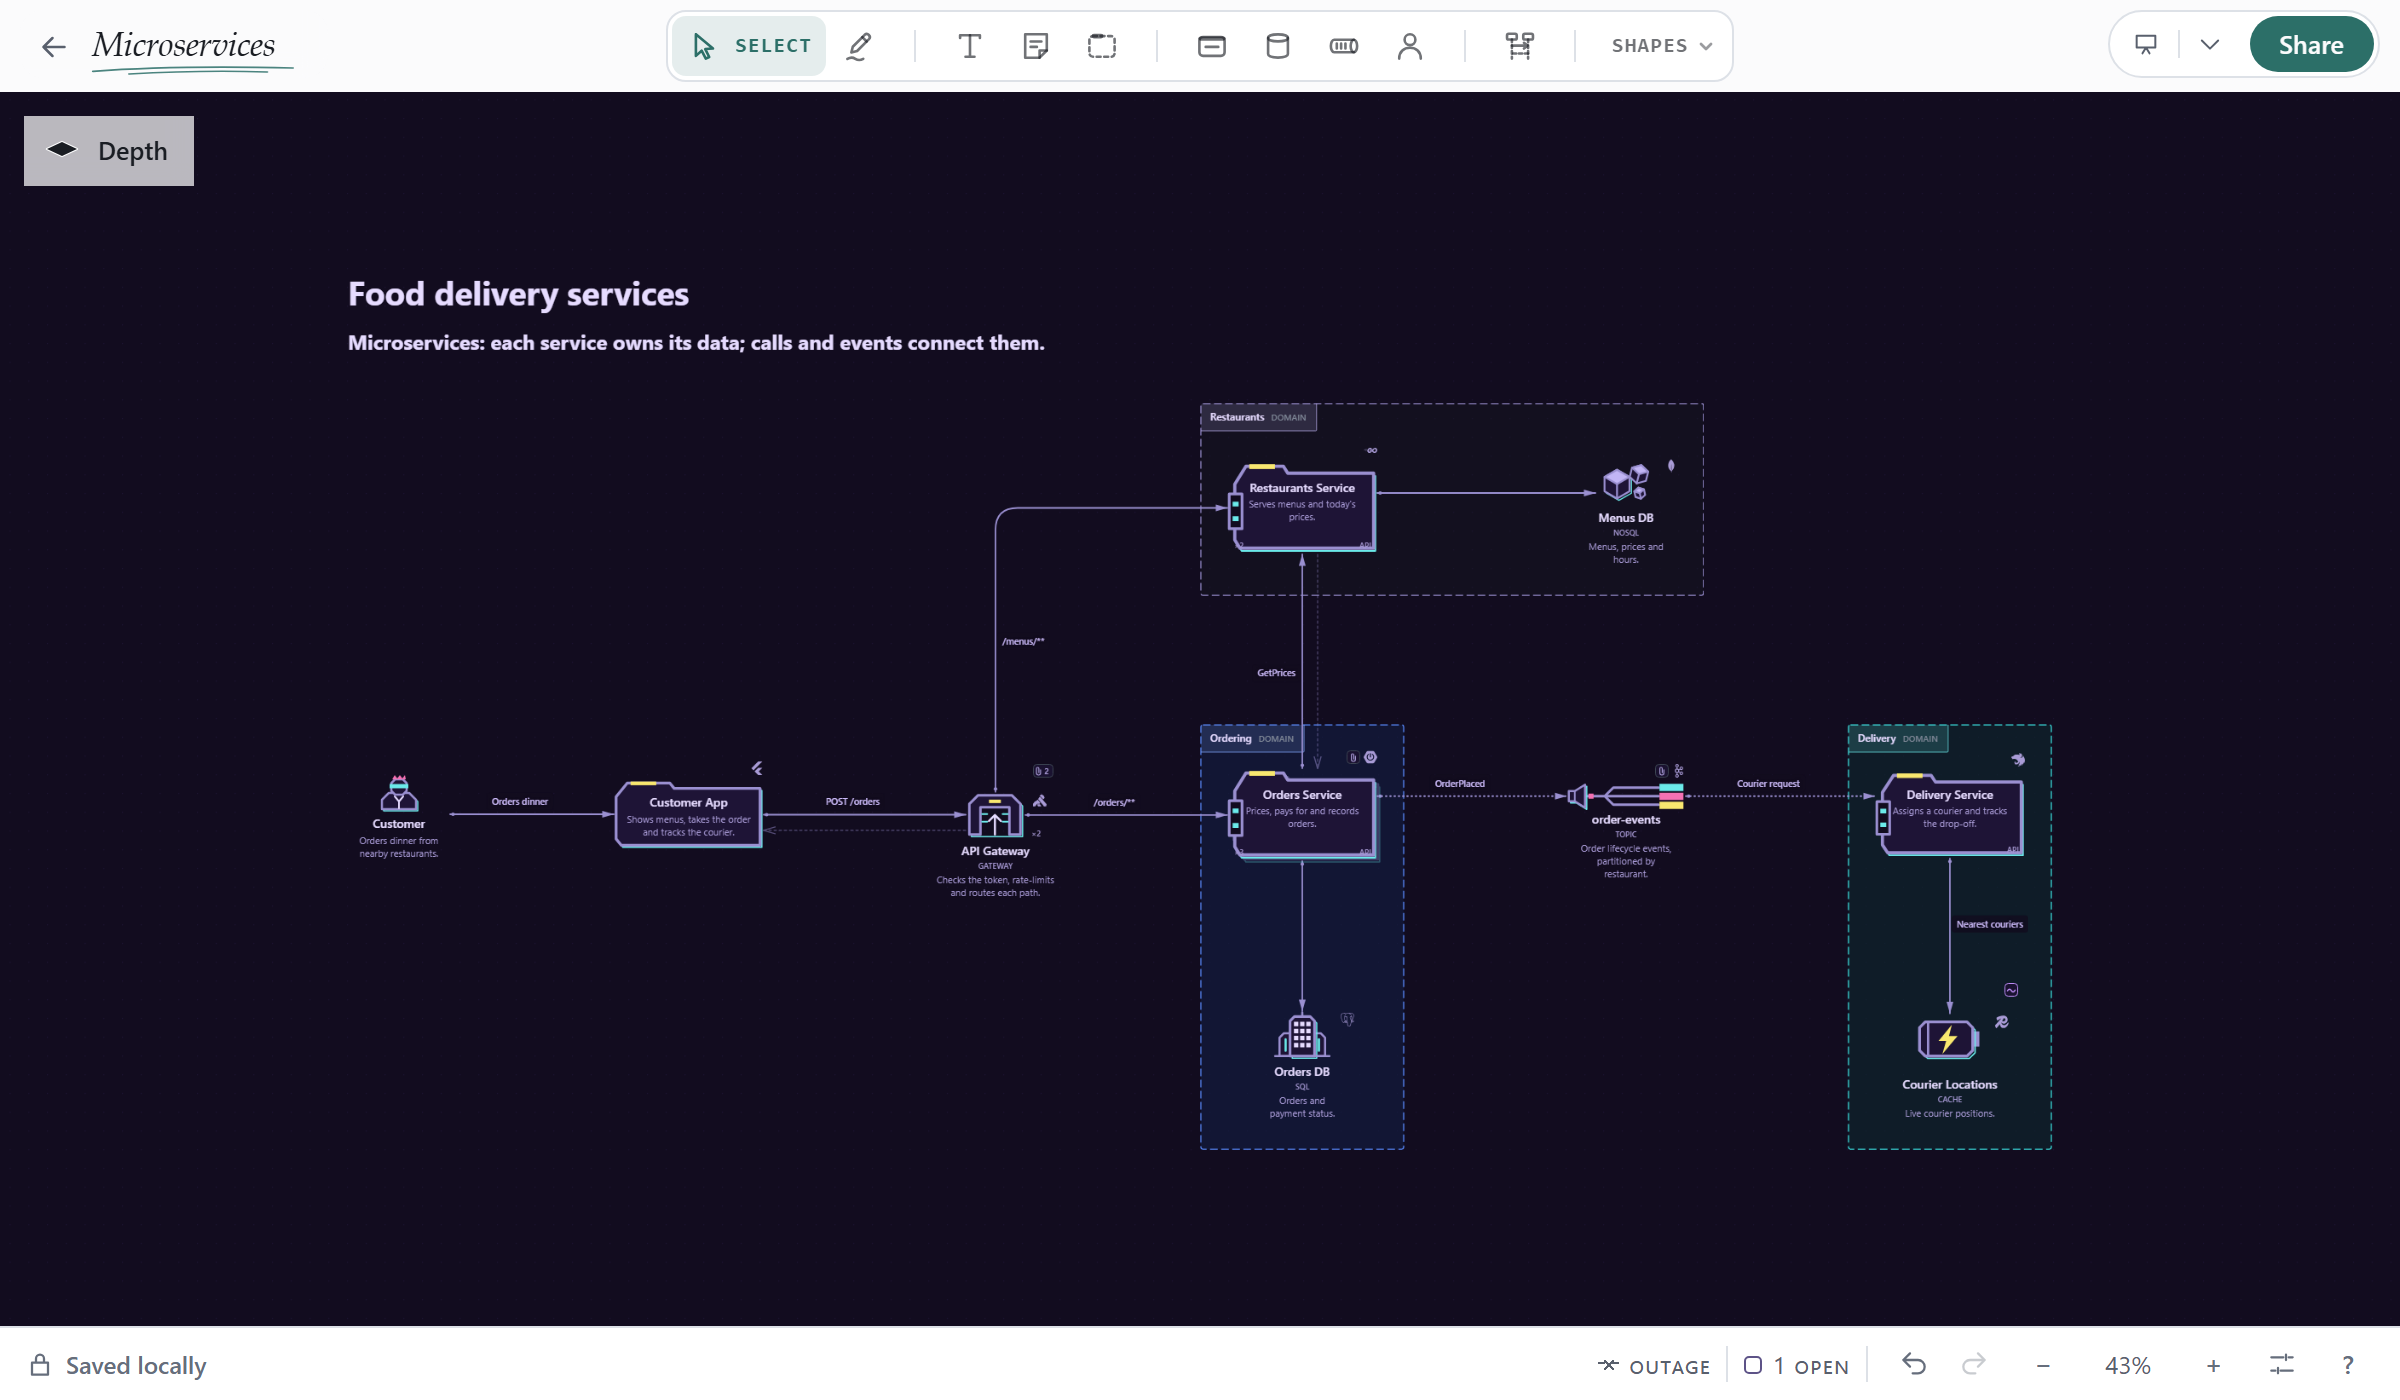 Microservices
SELECT
SHAPES
Share
Depth
Food delivery services
Microservices: each service owns its data; calls and events connect them.
Restaurants DOMAIN
Restaurants Service
Serves menus and today's
prices.
API
Menus DB
NOSQL
Menus, prices and
hours.
/menus/**
GetPrices
Ordering DOMAIN
Delivery DOMAIN
Customer
Orders dinner from
nearby restaurants.
Orders dinner
Customer App
Shows menus, takes the order
and tracks the courier.
POST /orders
2
×2
API Gateway
GATEWAY
Checks the token, rate-limits
and routes each path.
/orders/**
Orders Service
Prices, pays for and records
orders.
API
OrderPlaced
order-events
TOPIC
Order lifecycle events,
partitioned by
restaurant.
Courier request
Delivery Service
Assigns a courier and tracks
the drop-off.
API
Nearest couriers
Orders DB
SQL
Orders and
payment status.
Courier Locations
CACHE
Live courier positions.
Saved locally
OUTAGE
1 OPEN
43%
?